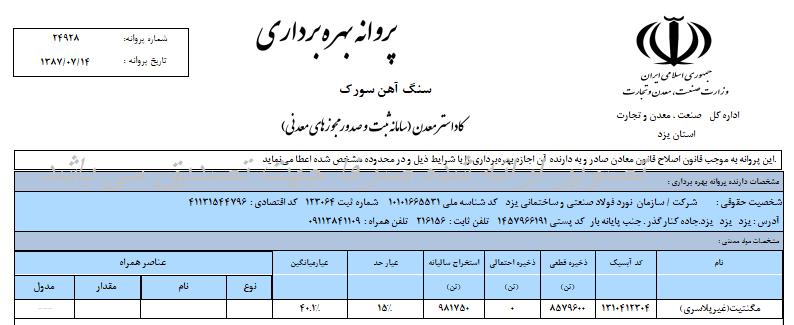 شماره پروانه: ۲۴۹۲۸
تاریخ پروانه : ۱۳۸۷/۰۷/۱۴
پروانه بهره برداری
سنگ آهن سورک
کاداستر معدن (سامانه ثبت و صدور مجوزهای معدنی)
جمهوری اسلامی ایران
وزارت صنعت، معدن و تجارت
اداره کل صنعت ، معدن و تجارت
استان یزد
این پروانه به موجب قانون اصلاح قانون معادن صادر و به دارنده آن اجازه بهره‌برداری را با شرایط ذیل و در محدوده مشخص شده اعطا می‌نماید.
مشخصات دارنده پروانه بهره برداری :
شخصیت حقوقی : شرکت / سازمان نورد فولاد صنعتی و ساختمانی یزد کد شناسه ملی ۱۰۱۰۱۶۶۵۵۳۱ شماره ثبت ۱۲۳۰۶۴ کد اقتصادی : ۴۱۱۳۱۵۴۴۷۹۶
آدرس : یزد یزد یزد.جاده کنار گذر . جنب پایانه بار کد پستی ۱۴۵۷۹۶۶۱۹۱ تلفن ثابت : ۲۱۶۱۵۶ تلفن همراه : ۰۹۱۱۳۸۴۱۱۰۹
مشخصات مواد معدنی :
نام کد آیسیک ذخیره قطعی (تن) ذخیره احتمالی (تن) استخراج سالیانه (تن) عیار حد عیارمیانگین عناصر همراه
نوع نام مقدار مدول
مگنتیت(غیرپلاسری) ۱۳۱۰۴۱۲۳۰۴ ۸۵۷۹۶۰۰ ۰ ۹۸۱۷۵۰ ۱۵% ۴۰.۲% ----